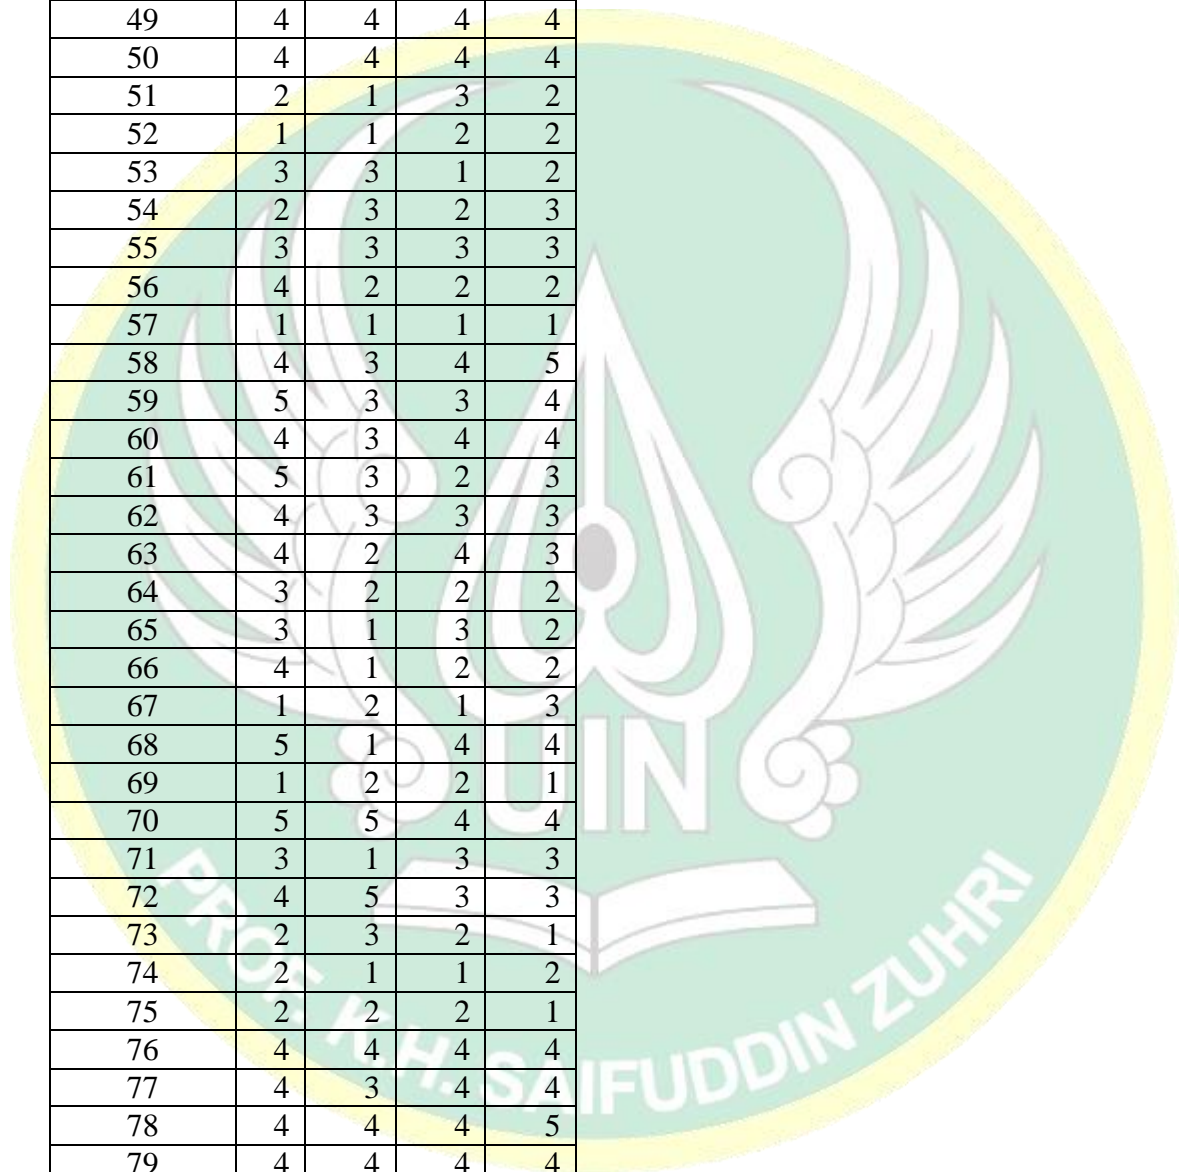 49 4 4 4 4
50 4 4 4 4
51 2 1 3 2
52 1 1 2 2
53 3 3 1 2
54 2 3 2 3
55 3 3 3 3
56 4 2 2 2
57 1 1 1 1
58 4 3 4 5
59 5 3 3 4
60 4 3 4 4
61 5 3 2 3
62 4 3 3 3
63 4 2 4 3
64 3 2 2 2
65 3 1 3 2
66 4 1 2 2
67 1 2 1 3
68 5 1 4 4
69 1 2 2 1
70 5 5 4 4
71 3 1 3 3
72 4 5 3 3
73 2 3 2 1
74 2 1 1 2
75 2 2 2 1
76 4 4 4 4
77 4 3 4 4
78 4 4 4 5
79 4 4 4 4
UIN
PROF. K.H. SAIFUDDIN ZUHRI